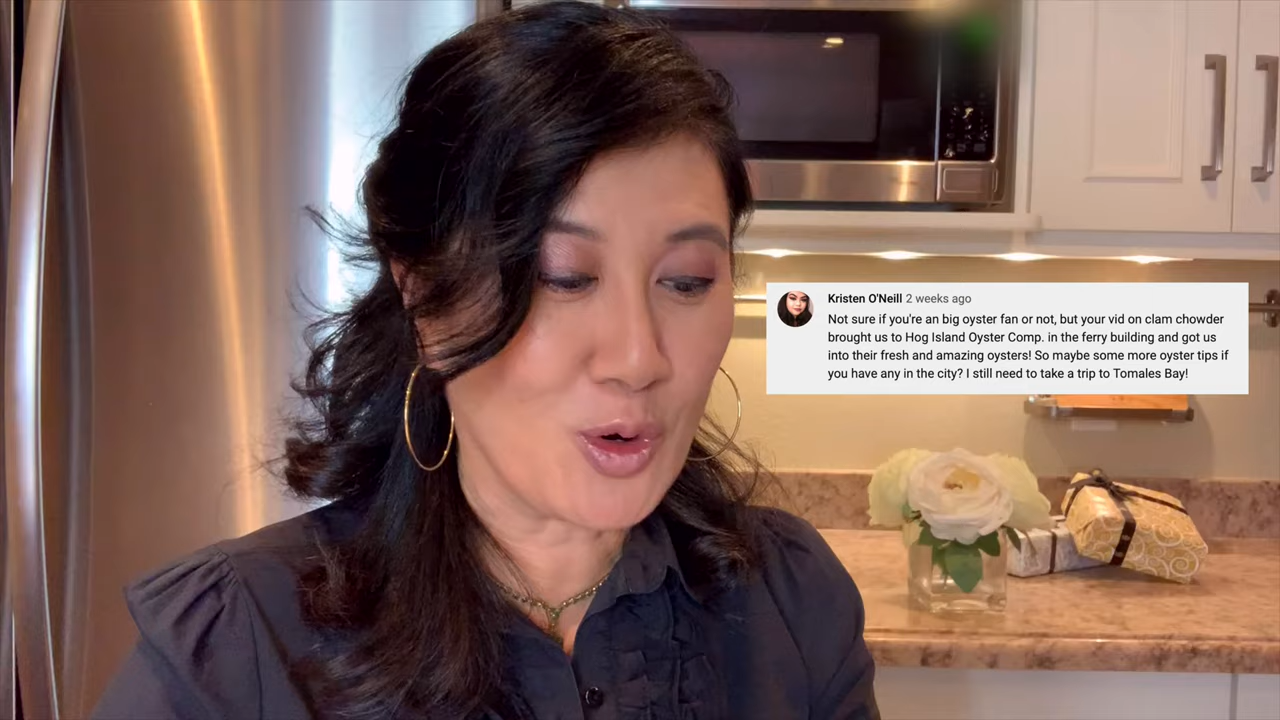 Kristen O'Neill 2 weeks ago
Not sure if you're an big oyster fan or not, but your vid on clam chowder
brought us to Hog Island Oyster Comp. in the ferry building and got us
into their fresh and amazing oysters! So maybe some more oyster tips if
you have any in the city? I still need to take a trip to Tomales Bay!